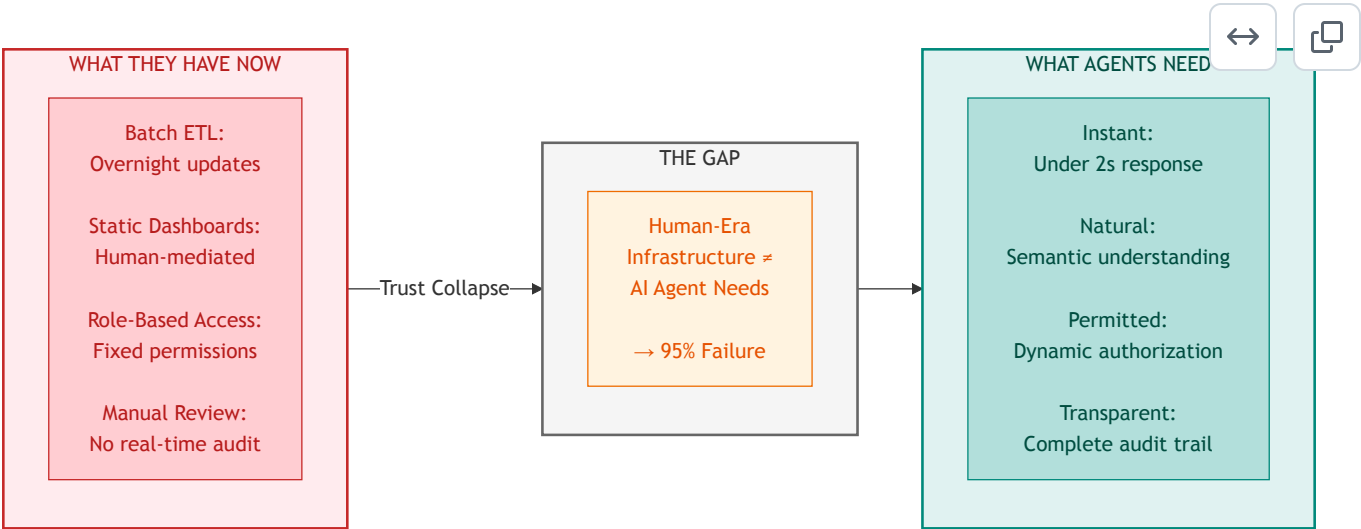 WHAT THEY HAVE NOW
Batch ETL:
Overnight updates
Static Dashboards:
Human-mediated
Role-Based Access:
Fixed permissions
Manual Review:
No real-time audit
Trust Collapse
THE GAP
Human-Era
Infrastructure ≠
AI Agent Needs
→ 95% Failure
WHAT AGENTS NEED
Instant:
Under 2s response
Natural:
Semantic understanding
Permitted:
Dynamic authorization
Transparent:
Complete audit trail